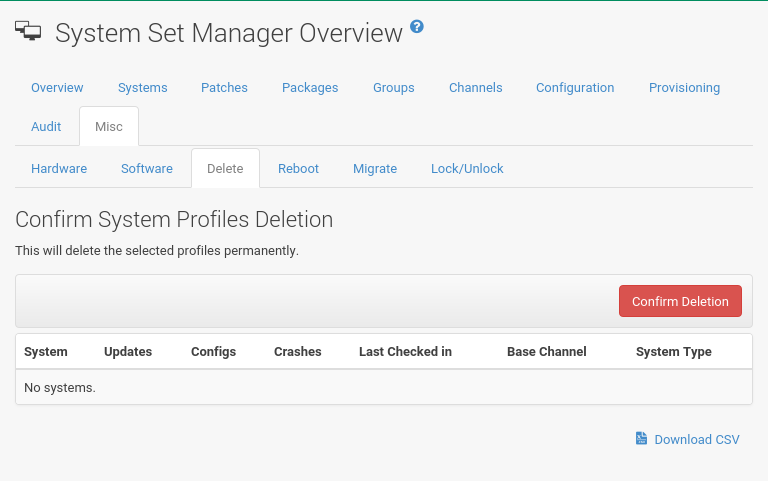 System Set Manager Overview ?
Overview Systems Patches Packages Groups Channels Configuration Provisioning
Audit Misc
Hardware Software Delete Reboot Migrate Lock/Unlock
Confirm System Profiles Deletion
This will delete the selected profiles permanently.
Confirm Deletion
System Updates Configs Crashes Last Checked in Base Channel System Type
No systems.
Download CSV